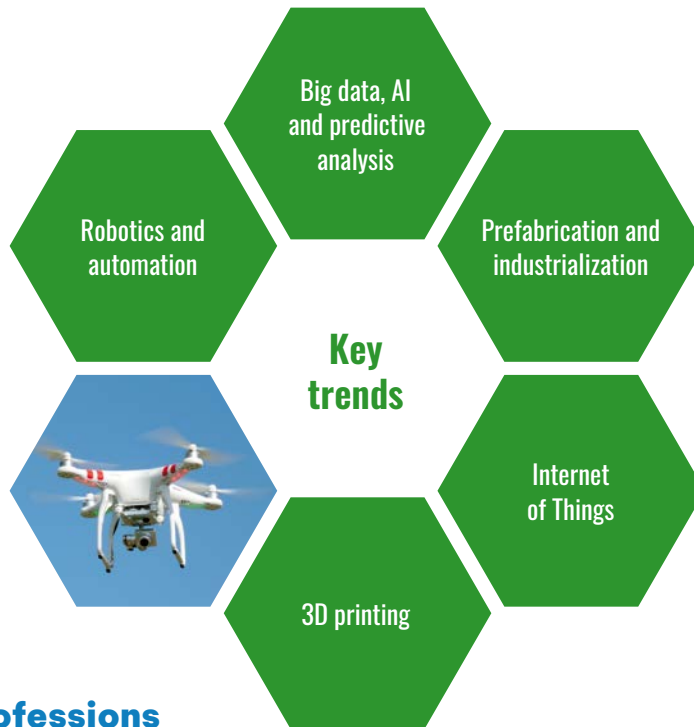 Big data, AI
and predictive
analysis
Robotics and
automation
Prefabrication and
industrialization
Key
trends
Internet
of Things
3D printing